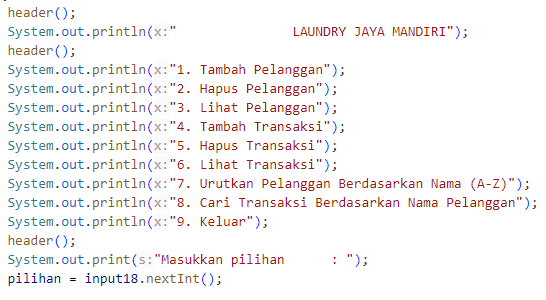 header();
System.out.println(x:"                LAUNDRY JAYA MANDIRI");
header();
System.out.println(x:"1. Tambah Pelanggan");
System.out.println(x:"2. Hapus Pelanggan");
System.out.println(x:"3. Lihat Pelanggan");
System.out.println(x:"4. Tambah Transaksi");
System.out.println(x:"5. Hapus Transaksi");
System.out.println(x:"6. Lihat Transaksi");
System.out.println(x:"7. Urutkan Pelanggan Berdasarkan Nama (A-Z)");
System.out.println(x:"8. Cari Transaksi Berdasarkan Nama Pelanggan");
System.out.println(x:"9. Keluar");
header();
System.out.print(s:"Masukkan pilihan      : ");
pilihan = input18.nextInt();